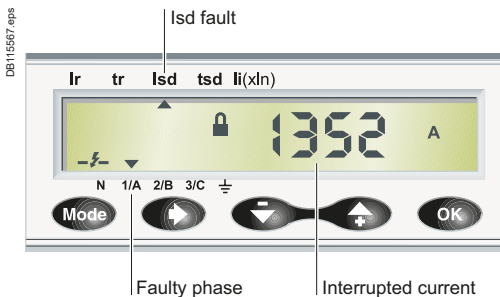 DB115567.eps
Isd fault
Ir tr Isd tsd Ii(xIn)
1352 A
N 1/A 2/B 3/C
Mode OK
Faulty phase Interrupted current